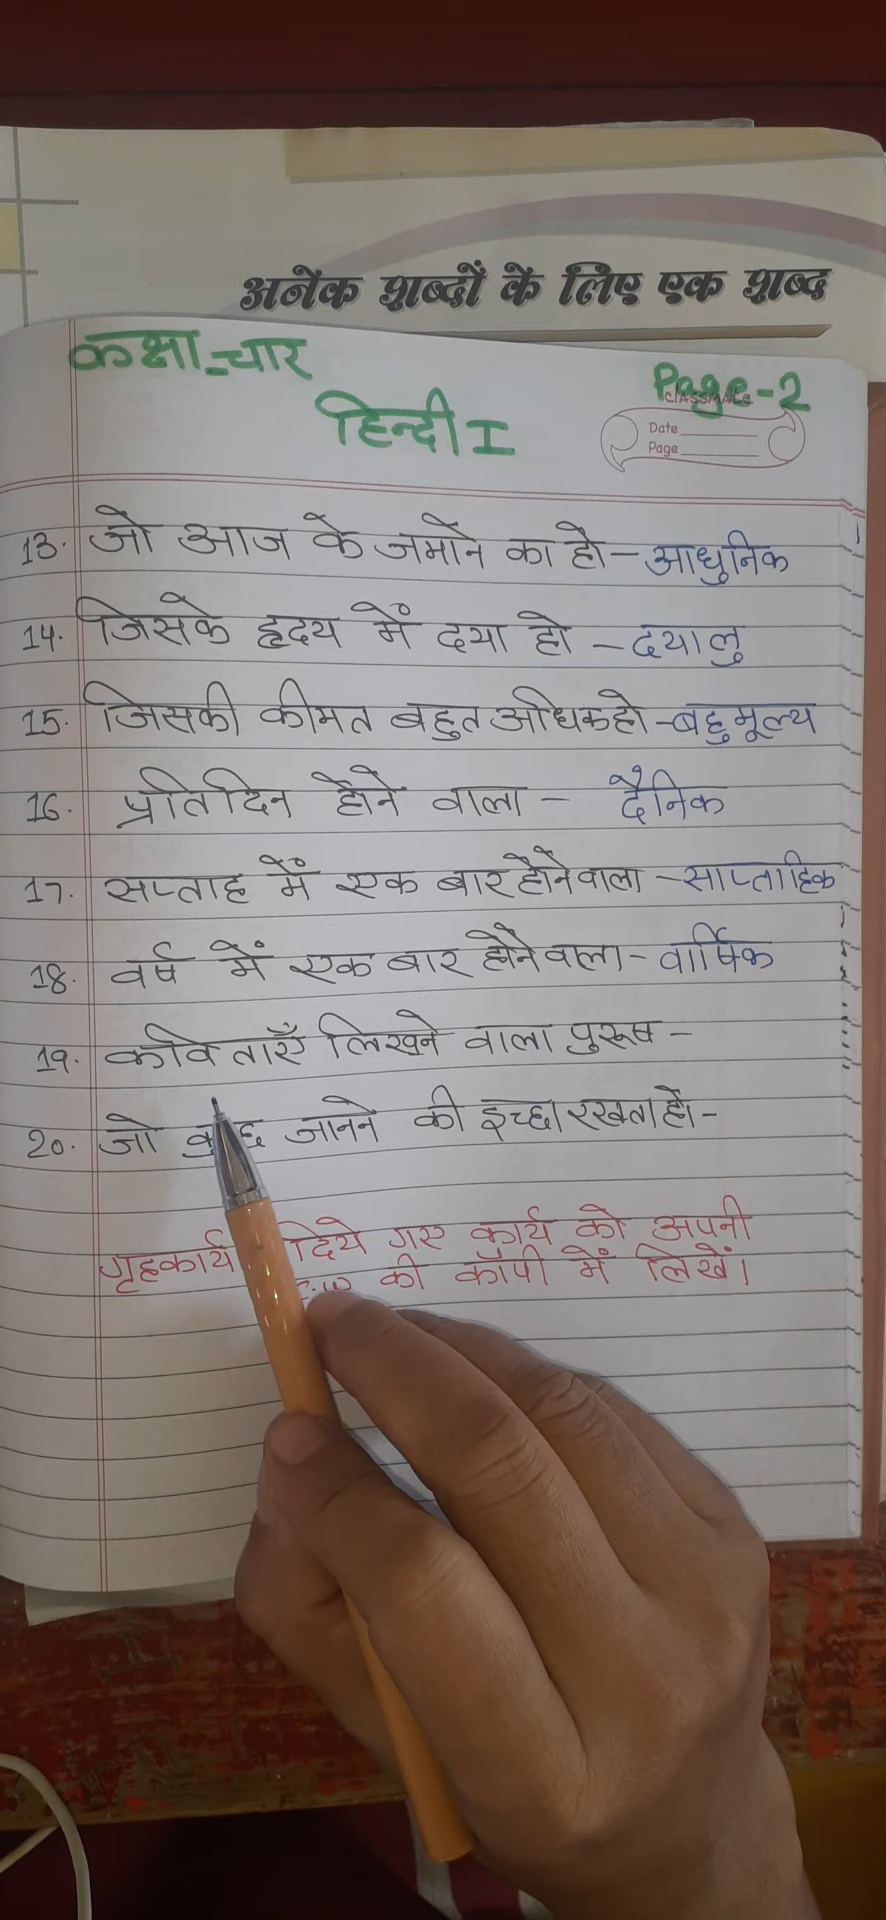 अनेक शब्दों के लिए एक शब्द
कक्षा-चार
Page-2
हिन्दी I
classmate
Date
Page
13. जो आज के जमाने का हो - आधुनिक
14. जिसके हृदय में दया हो - दयालु
15. जिसकी कीमत बहुत अधिक हो - बहुमूल्य
16. प्रतिदिन होने वाला - दैनिक
17. सप्ताह में एक बार होने वाला - साप्ताहिक
18. वर्ष में एक बार होने वाला - वार्षिक
19. कविताएँ लिखने वाला पुरूष -
20. जो कुछ जानने की इच्छा रखता हो -
गृहकार्य दिये गए कार्य को अपनी
की कॉपी में लिखें।